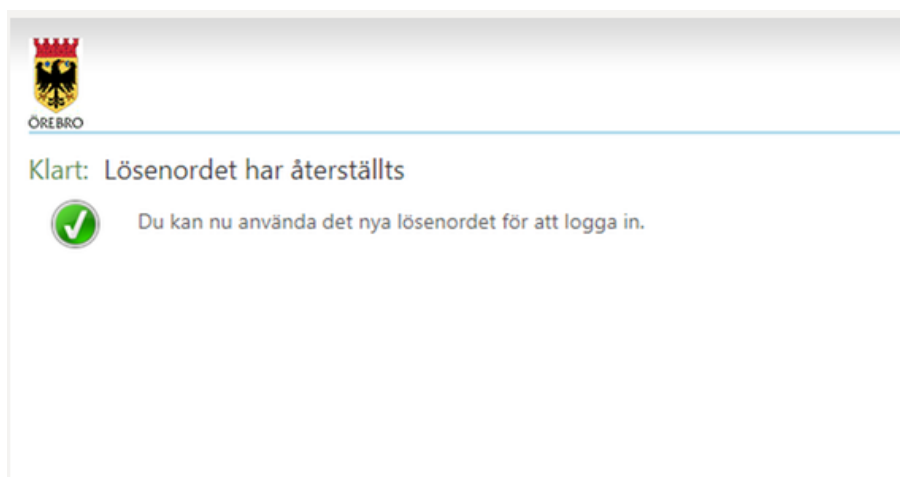 ÖREBRO
Klart: Lösenordet har återställts
Du kan nu använda det nya lösenordet för att logga in.